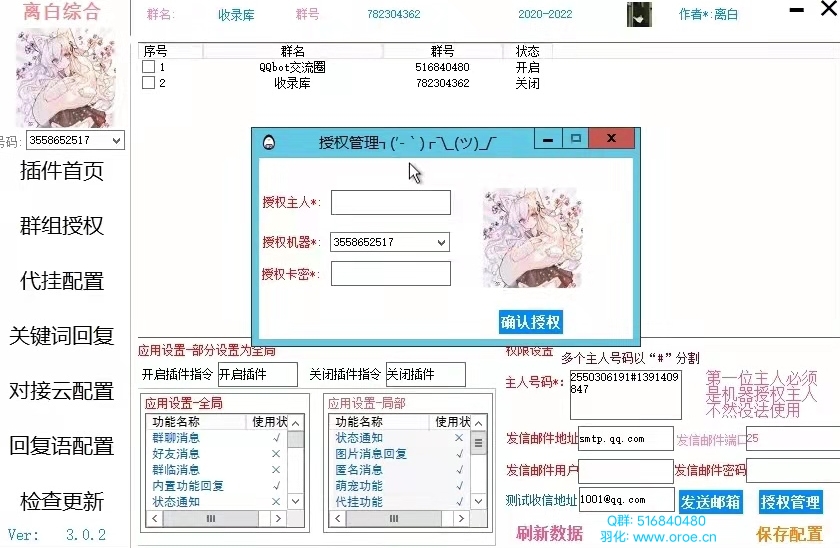 离白综合
群名:
收录库
群号
782304362
2020-2022
作者*:离白
号码:
3558652517
插件首页
群组授权
代挂配置
关键词回复
对接云配置
回复语配置
检查更新
Ver: 3.0.2
序号 群名 群号 状态
1 QQbot交流圈 516840480 开启
2 收录库 782304362 关闭
授权管理┑(′-`)┍¯\_(ツ)_/¯
授权主人*:
授权机器*:
3558652517
授权卡密*:
确认授权
应用设置-部分设置为全局
开启插件指令
开启插件
关闭插件指令
关闭插件
应用设置-全局
功能名称 使用状
群聊消息 √
好友消息 ×
群临消息 ×
内置功能回复 √
状态通知 ×
应用设置-局部
功能名称 使用状
状态通知 ×
图片消息回复 √
匿名消息 √
萌宠功能 √
代挂功能 √
权限设置
多个主人号码以“#”分割
主人号码*:
2550306191#1391409
847
第一位主人必须
是机器授权主人
不然没法使用
发信邮件地址
smtp.qq.com
发信邮件端口
25
发信邮件用户
发信邮件密码
测试收信地址
1001@qq.com
发送邮箱
授权管理
刷新数据
Q群: 516840480
羽化: www.oroe.cn
保存配置